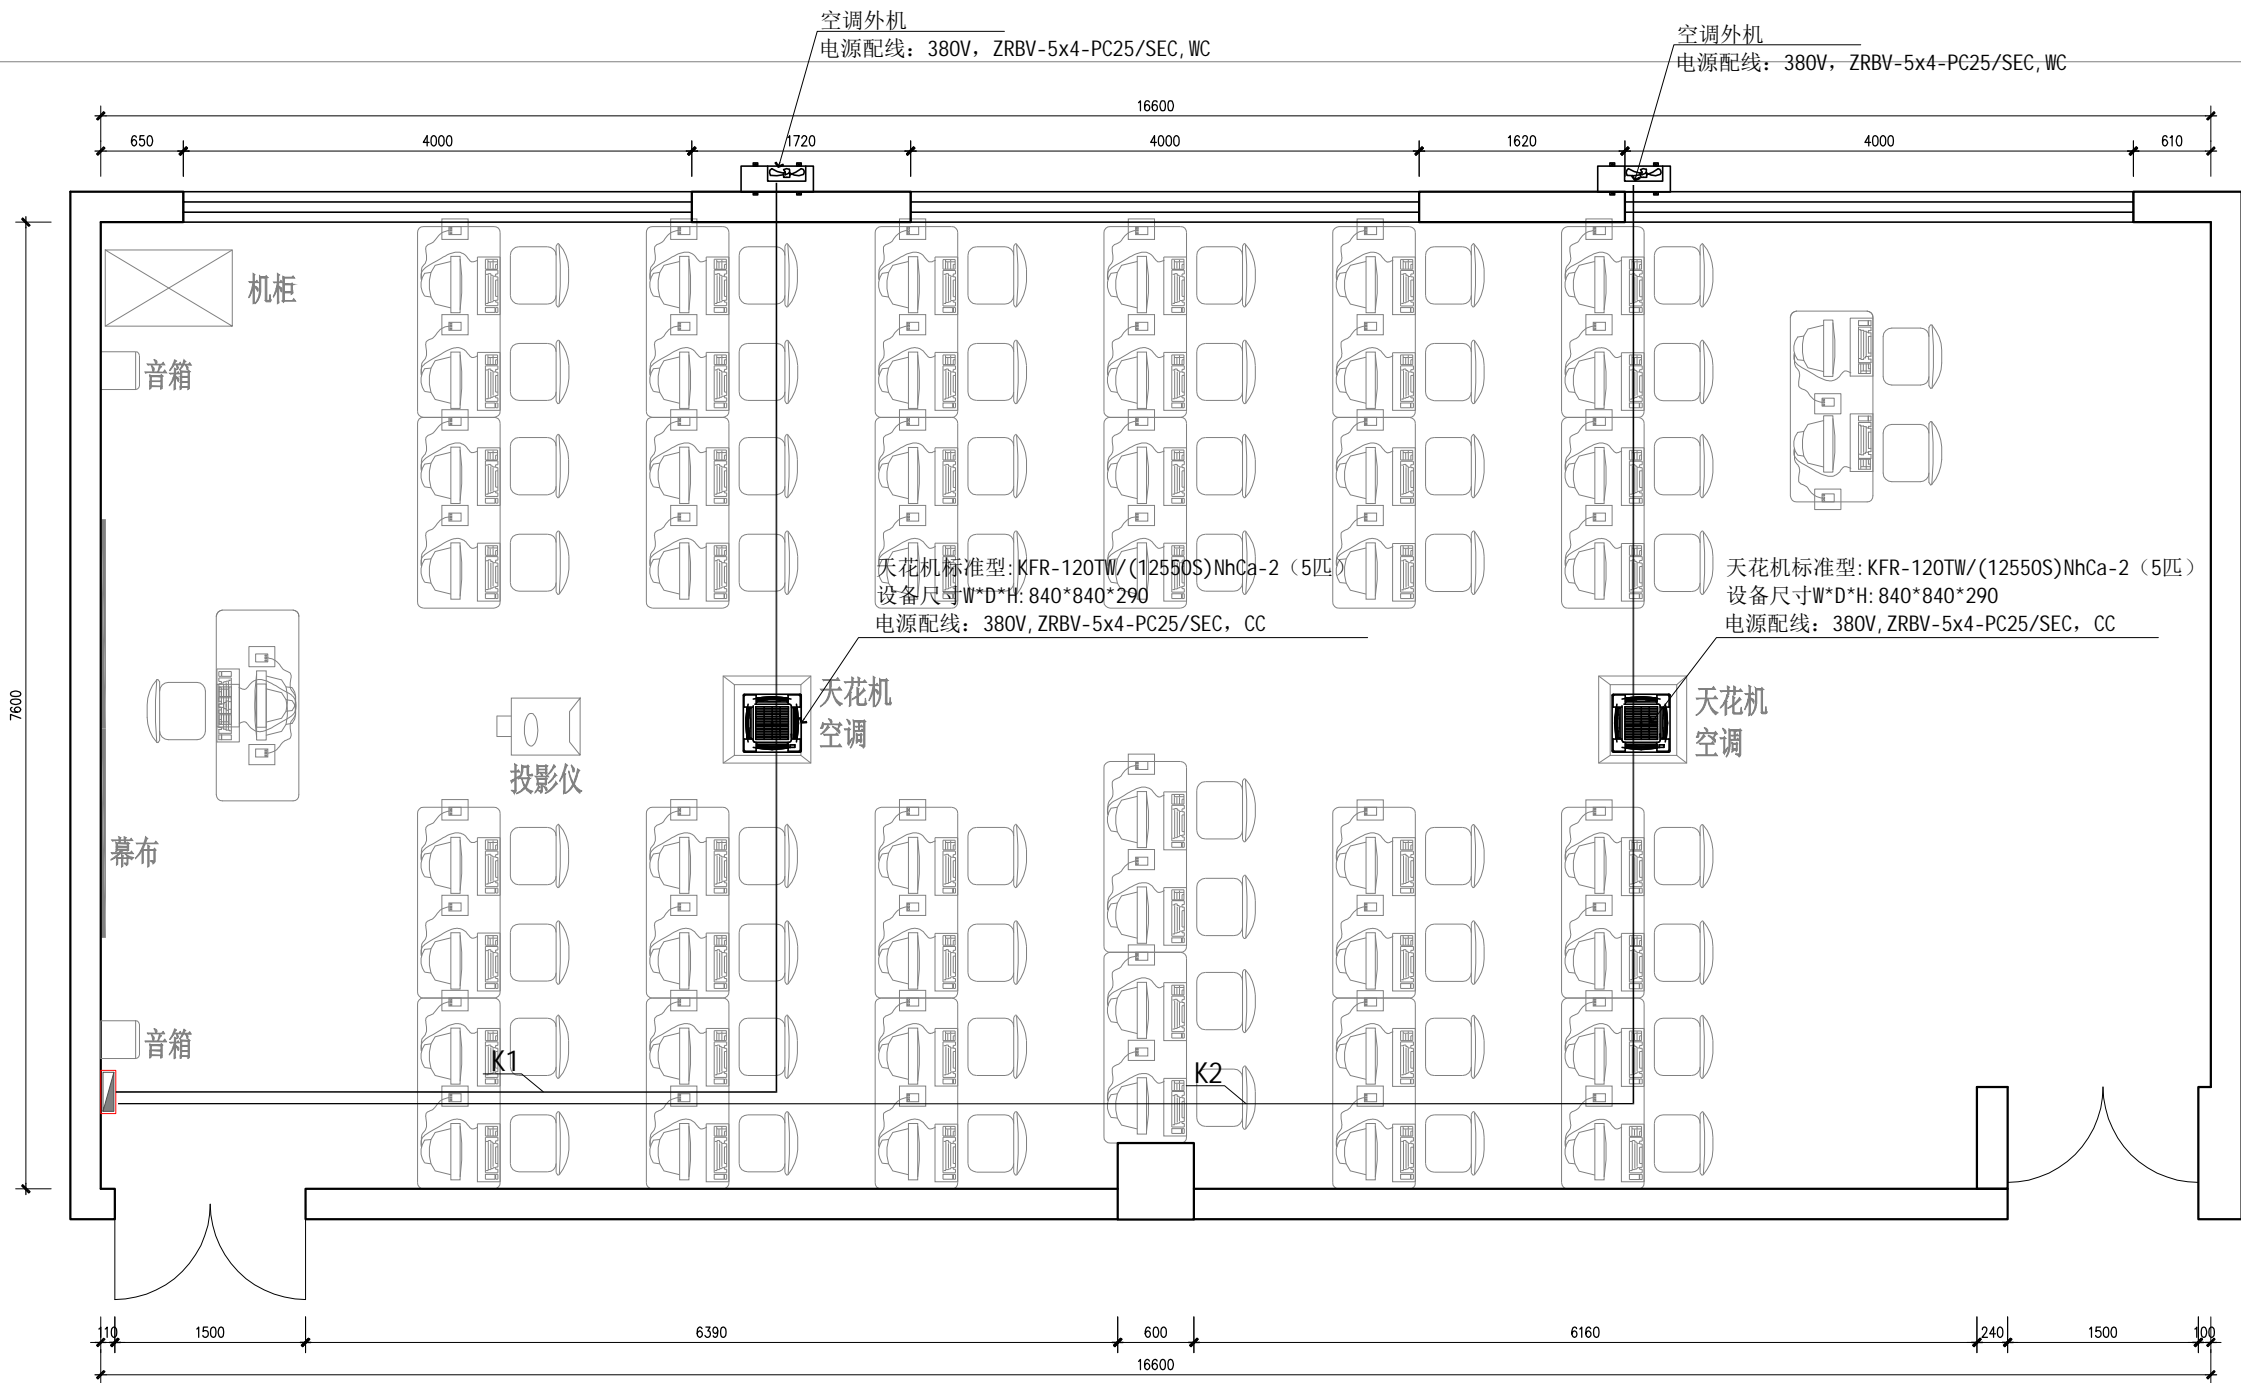 空调外机
电源配线：380V，ZRBV-5x4-PC25/SEC,WC
空调外机
电源配线：380V，ZRBV-5x4-PC25/SEC,WC
16600
650
4000
1720
4000
1620
4000
610
机柜
音箱
天花机标准型:KFR-120TW/(12550S)NhCa-2（5匹）
设备尺寸W*D*H:840*840*290
电源配线：380V,ZRBV-5x4-PC25/SEC，CC
天花机标准型:KFR-120TW/(12550S)NhCa-2（5匹）
设备尺寸W*D*H:840*840*290
电源配线：380V,ZRBV-5x4-PC25/SEC，CC
7600
天花机
空调
天花机
空调
投影仪
幕布
音箱
K1
K2
110
1500
6390
600
6160
240
1500
100
16600